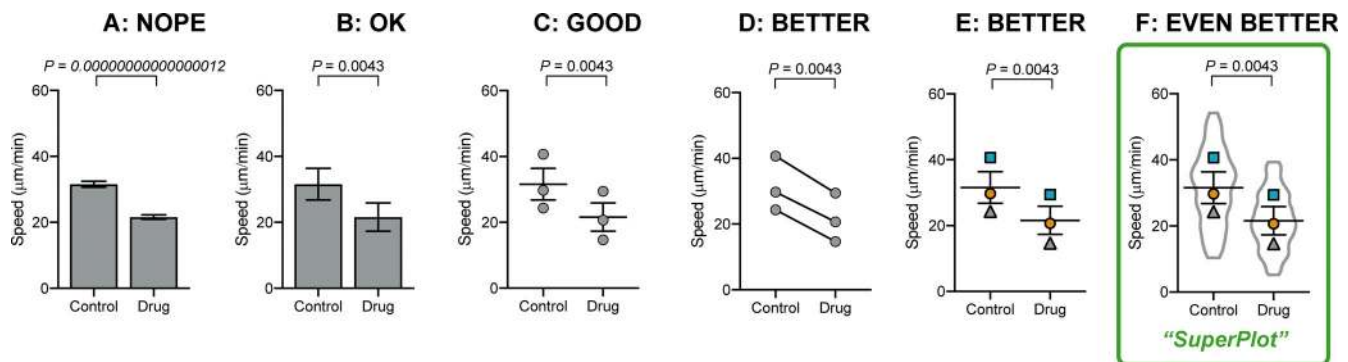 A: NOPE
B: OK
C: GOOD
D: BETTER
E: BETTER
F: EVEN BETTER
P = 0.00000000000000012
P = 0.0043
P = 0.0043
P = 0.0043
P = 0.0043
P = 0.0043
60
40
20
0
Speed (μm/min)
Control
Drug
60
40
20
0
Speed (μm/min)
Control
Drug
60
40
20
0
Speed (μm/min)
Control
Drug
60
40
20
0
Speed (μm/min)
Control
Drug
60
40
20
0
Speed (μm/min)
Control
Drug
60
40
20
0
Speed (μm/min)
Control
Drug
“SuperPlot”